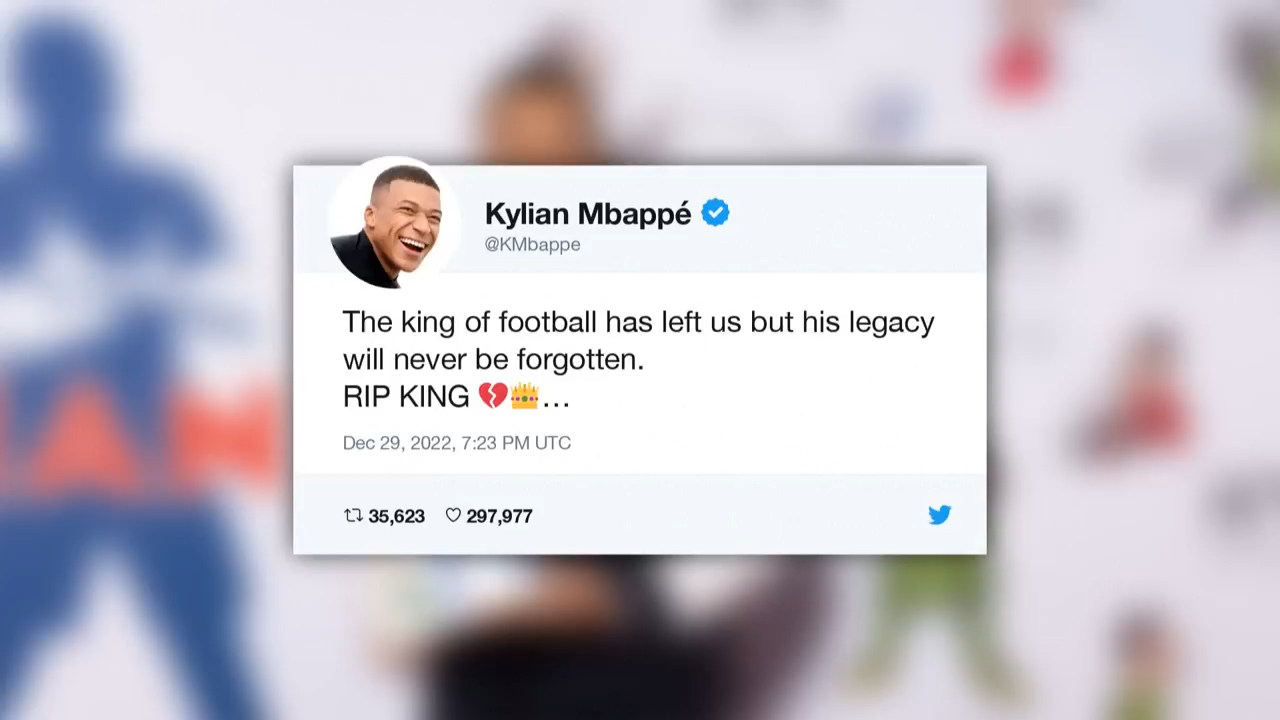 Kylian Mbappé
@KMbappe
The king of football has left us but his legacy
will never be forgotten.
RIP KING 💔👑…
Dec 29, 2022, 7:23 PM UTC
35,623 297,977